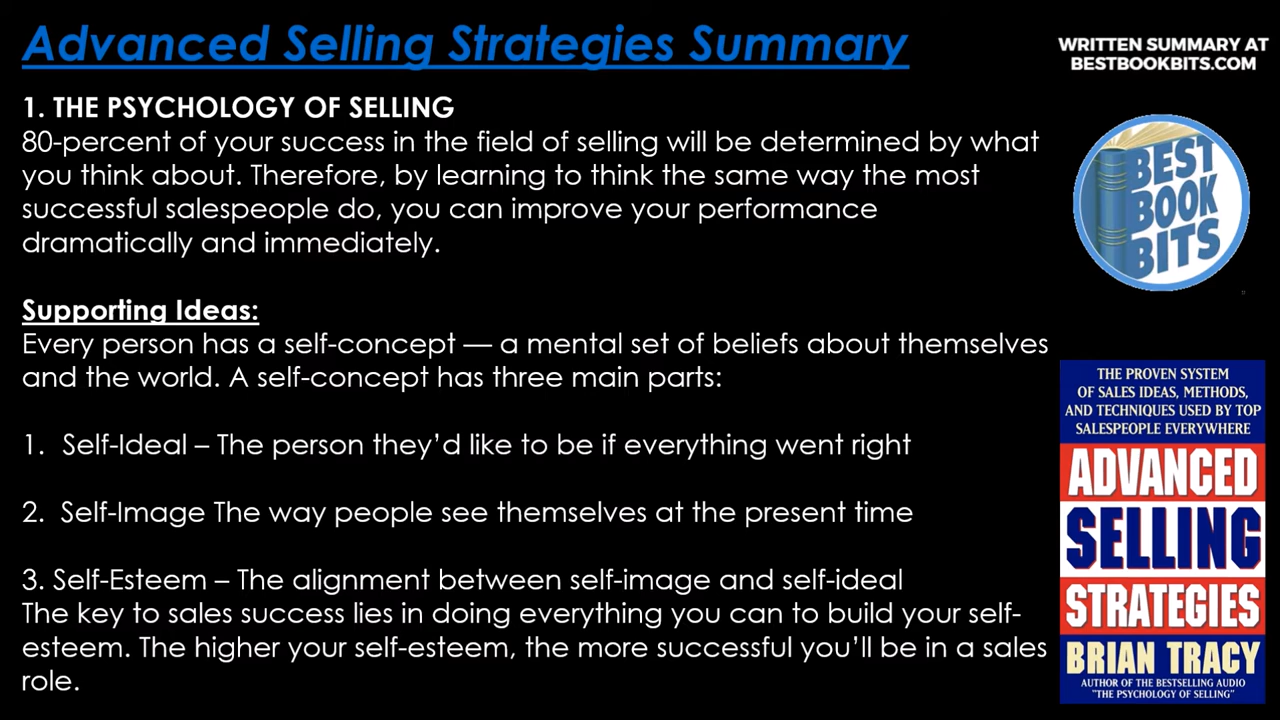 Advanced Selling Strategies Summary
WRITTEN SUMMARY AT
BESTBOOKBITS.COM
1. THE PSYCHOLOGY OF SELLING
80-percent of your success in the field of selling will be determined by what
you think about. Therefore, by learning to think the same way the most
successful salespeople do, you can improve your performance
dramatically and immediately.
Supporting Ideas:
Every person has a self-concept — a mental set of beliefs about themselves
and the world. A self-concept has three main parts:
1. Self-Ideal – The person they’d like to be if everything went right
2. Self-Image The way people see themselves at the present time
3. Self-Esteem – The alignment between self-image and self-ideal
The key to sales success lies in doing everything you can to build your self-
esteem. The higher your self-esteem, the more successful you’ll be in a sales
role.
BEST
BOOK
BITS
THE PROVEN SYSTEM
OF SALES IDEAS, METHODS,
AND TECHNIQUES USED BY TOP
SALESPEOPLE EVERYWHERE
ADVANCED
SELLING
STRATEGIES
BRIAN TRACY
AUTHOR OF THE BESTSELLING AUDIO
"THE PSYCHOLOGY OF SELLING"